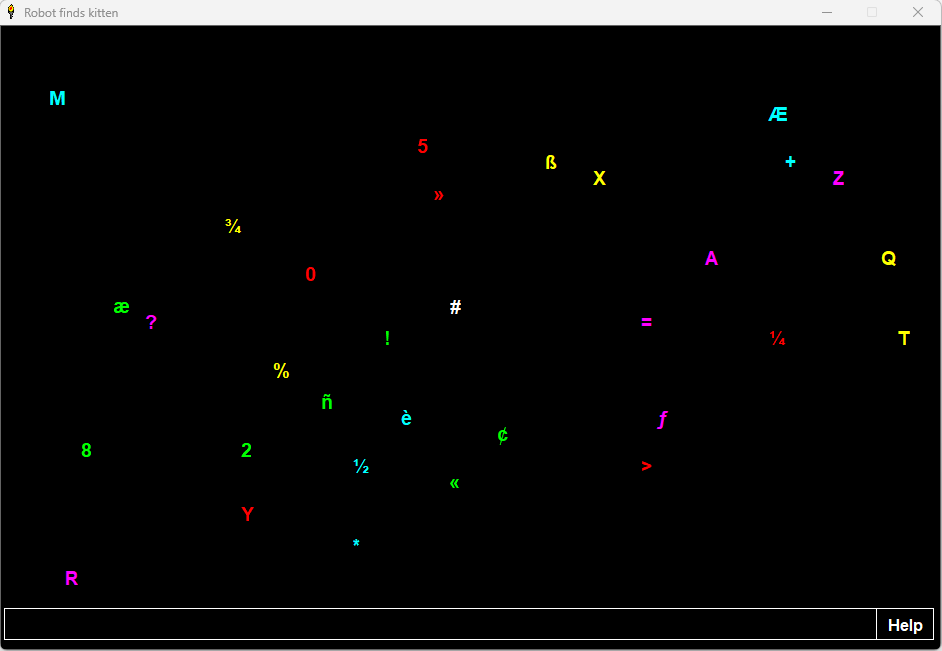 Robot finds kitten
M
Æ
5
ß
+
X
Z
»
¾
A
Q
0
æ
#
?
=
!
¼
T
%
ñ
è
ƒ
¢
8
2
½
>
«
Y
*
R
Help